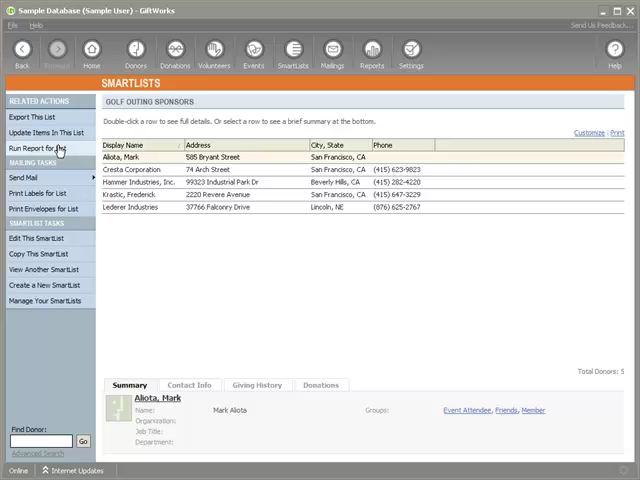 Sample Database (Sample User) - GiftWorks
File Help Send Us Feedback...
Back Forward Home Donors Donations Volunteers Events SmartLists Mailings Reports Settings Help
SMARTLISTS
RELATED ACTIONS
Export This List
Update Items In This List
Run Report for List
MAILING TASKS
Send Mail
Print Labels for List
Print Envelopes for List
SMARTLIST TASKS
Edit This SmartList
Copy This SmartList
View Another SmartList
Create a New SmartList
Manage Your SmartLists
Find Donor:
Go
Advanced Search
GOLF OUTING SPONSORS
Double-click a row to see full details. Or select a row to see a brief summary at the bottom.
Customize | Print
Display Name Address City, State Phone
Aliota, Mark 585 Bryant Street San Francisco, CA
Cresta Corporation 74 Arch Street San Francisco, CA (415) 623-9823
Hammer Industries, Inc. 99323 Industrial Park Dr Beverly Hills, CA (415) 282-4220
Krastic, Frederick 2220 Revere Avenue San Francisco, CA (415) 647-3229
Lederer Industries 37766 Falconry Drive Lincoln, NE (876) 625-2767
Total Donors: 5
Summary Contact Info Giving History Donations
Aliota, Mark
Name: Mark Aliota Groups: Event Attendee, Friends, Member
Organization:
Job Title:
Department:
Online Internet Updates